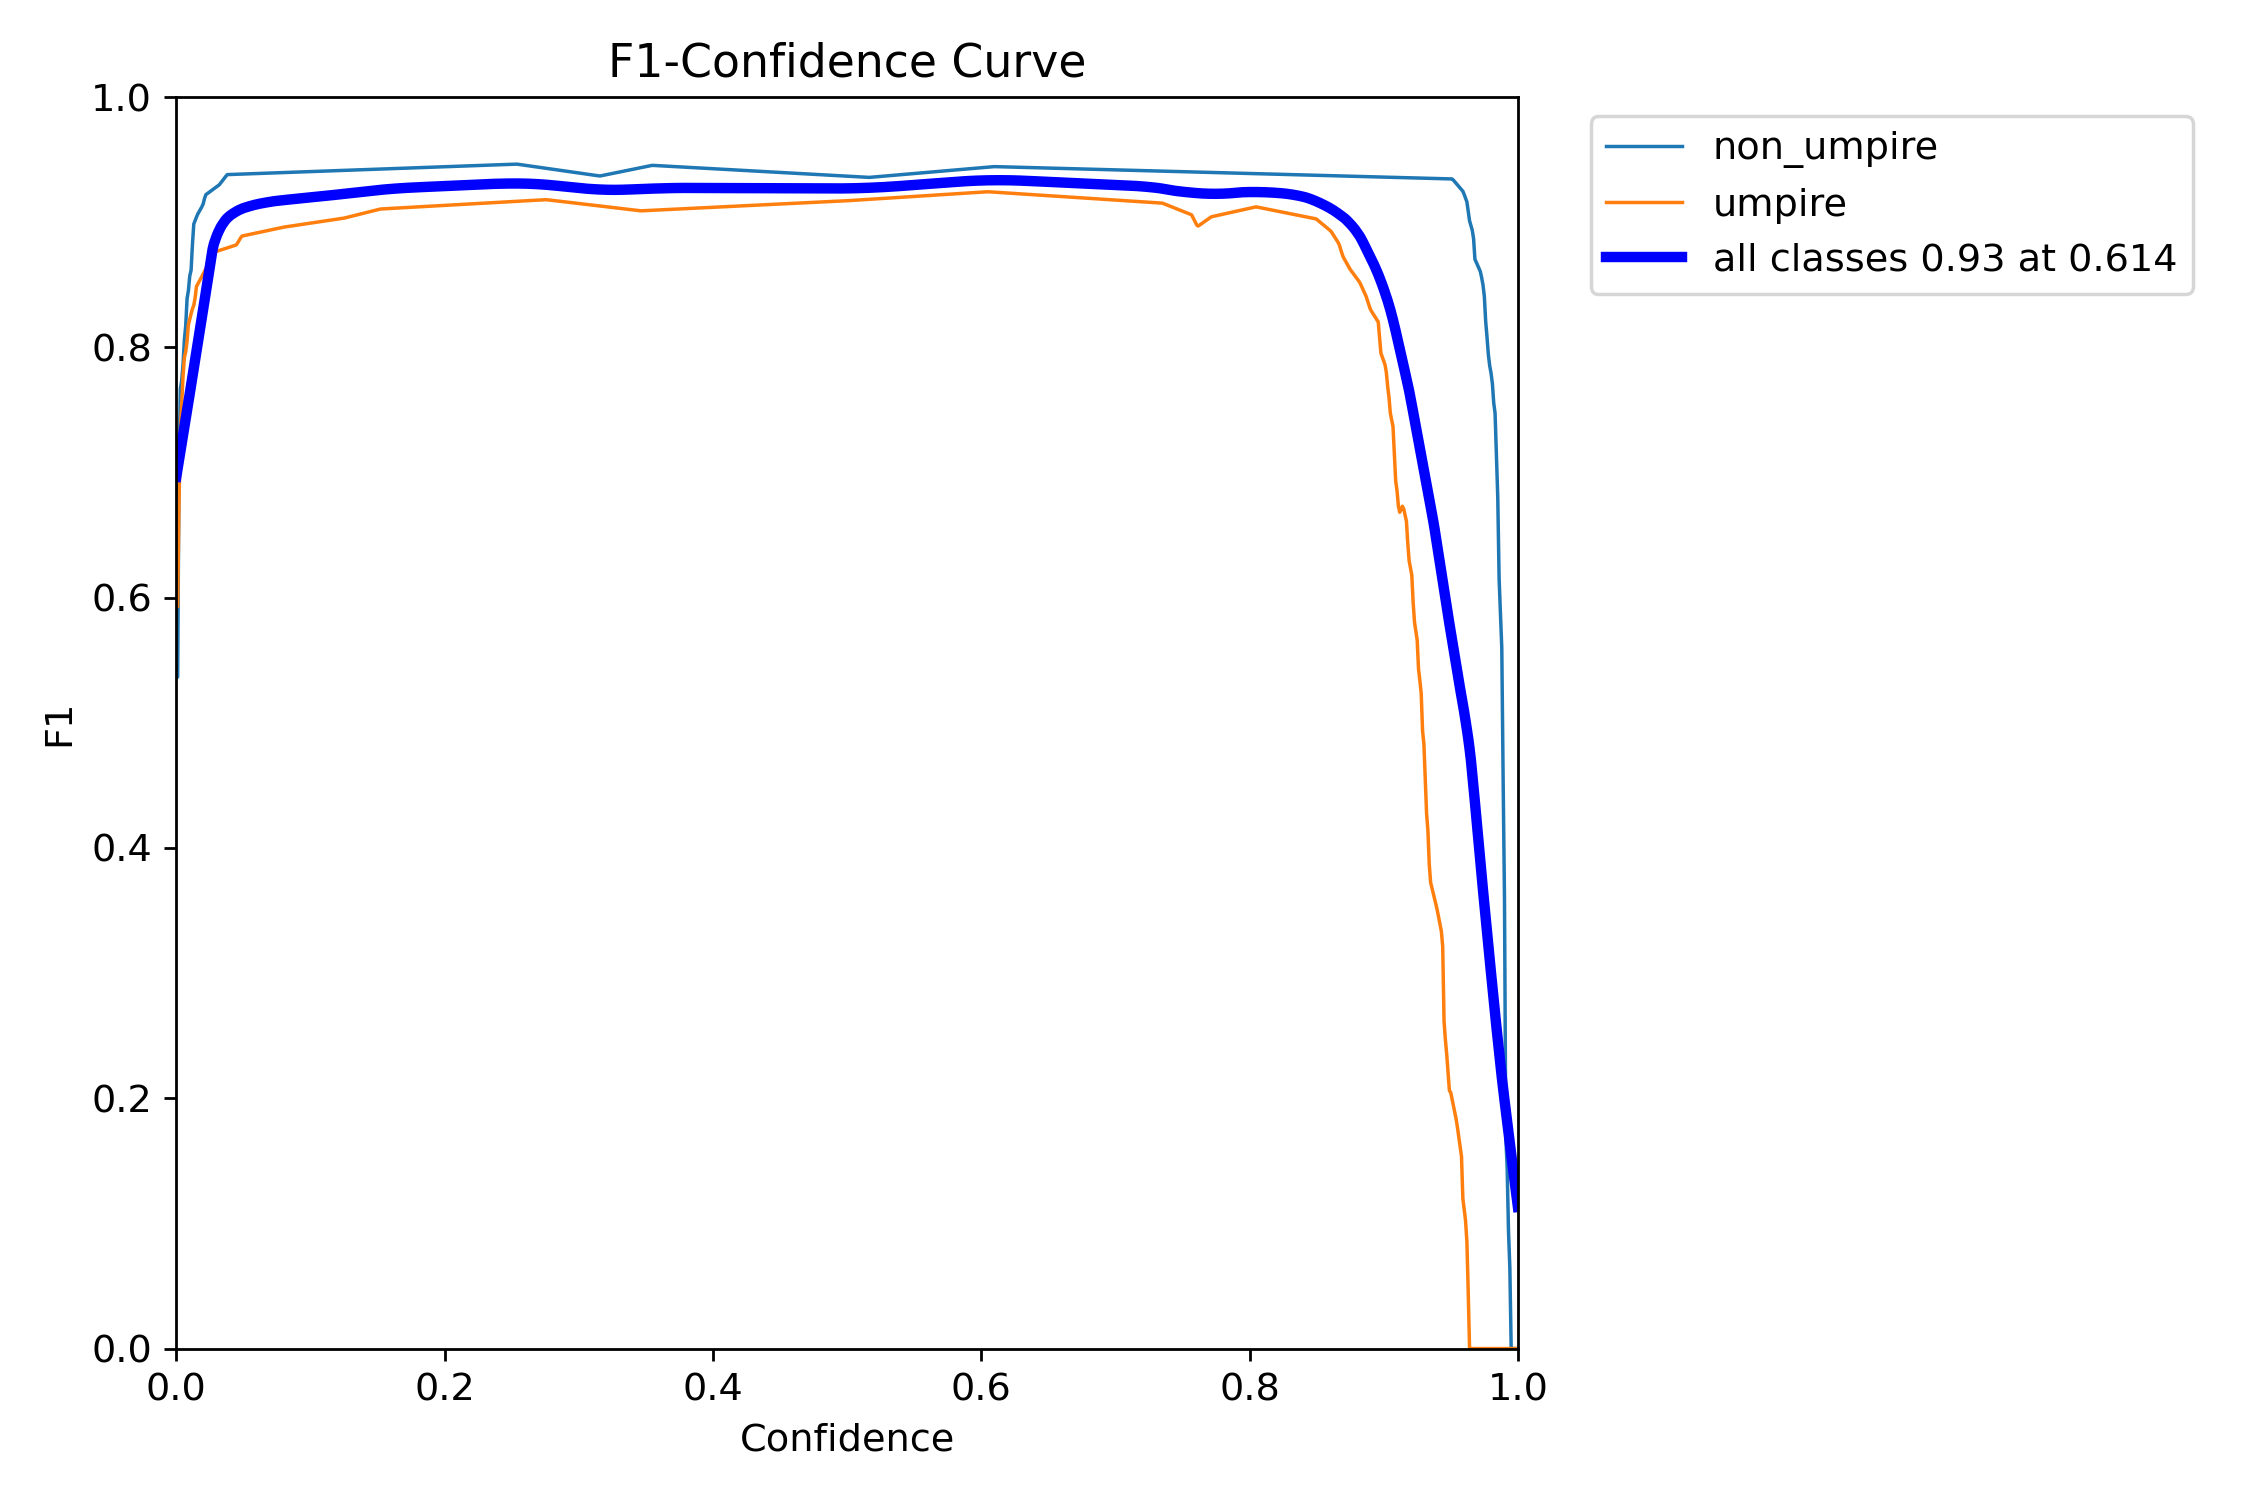 F1-Confidence Curve
1.0
0.8
0.6
0.4
0.2
0.0
F1
0.0 0.2 0.4 0.6 0.8 1.0
Confidence
non_umpire
umpire
all classes 0.93 at 0.614